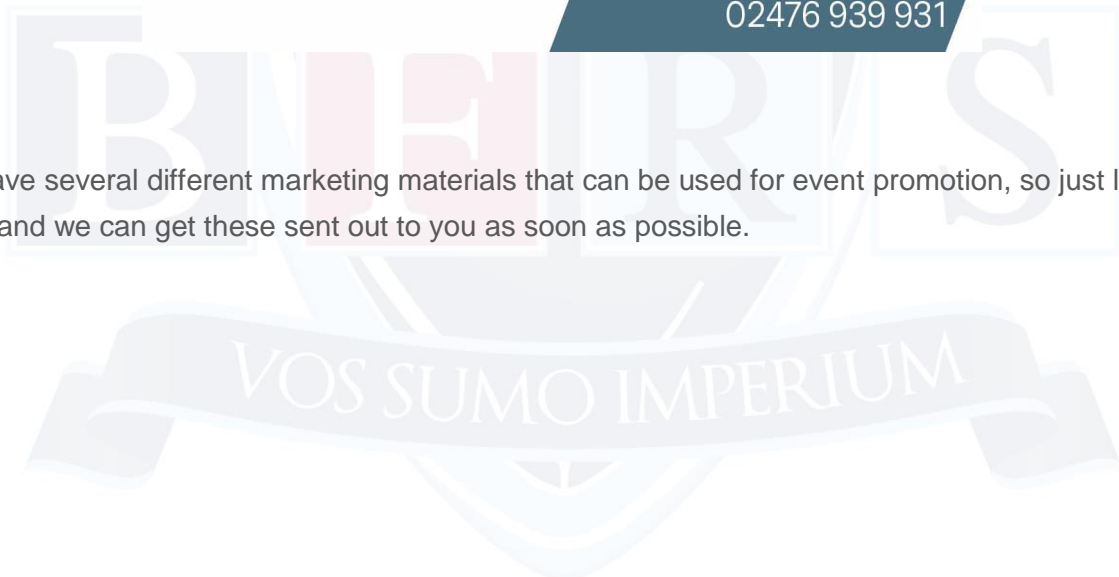 02476 939 931
B F R S
ave several different marketing materials that can be used for event promotion, so just l
and we can get these sent out to you as soon as possible.
VOS SUMO IMPERIUM